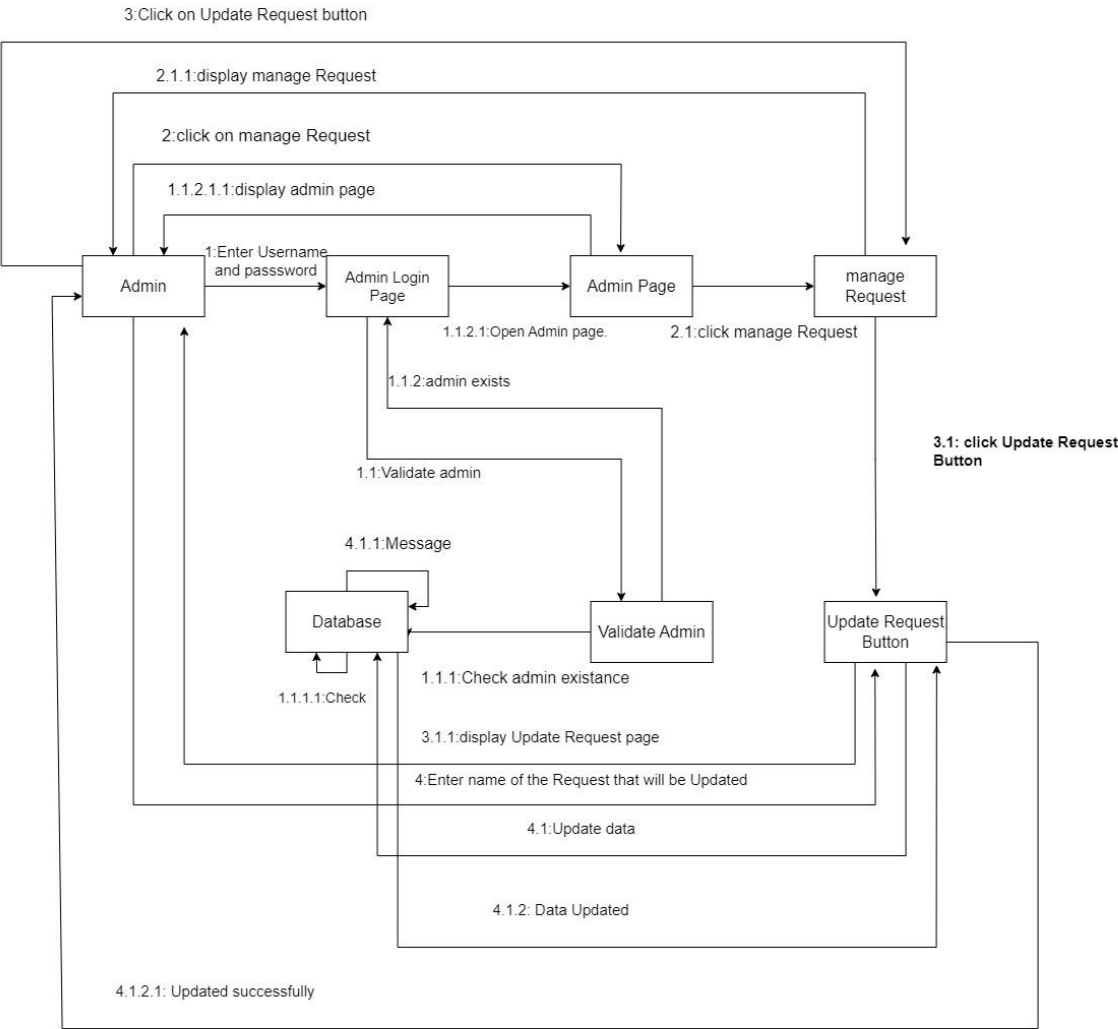 3:Click on Update Request button
2.1.1:display manage Request
2:click on manage Request
1.1.2.1.1:display admin page
1:Enter Username
and passsword
Admin
Admin Login
Page
Admin Page
manage
Request
1.1.2.1:Open Admin page.
2.1:click manage Request
1.1.2:admin exists
3.1: click Update Request
Button
1.1:Validate admin
4.1.1:Message
Database
Validate Admin
Update Request
Button
1.1.1:Check admin existance
1.1.1.1:Check
3.1.1:display Update Request page
4:Enter name of the Request that will be Updated
4.1:Update data
4.1.2: Data Updated
4.1.2.1: Updated successfully